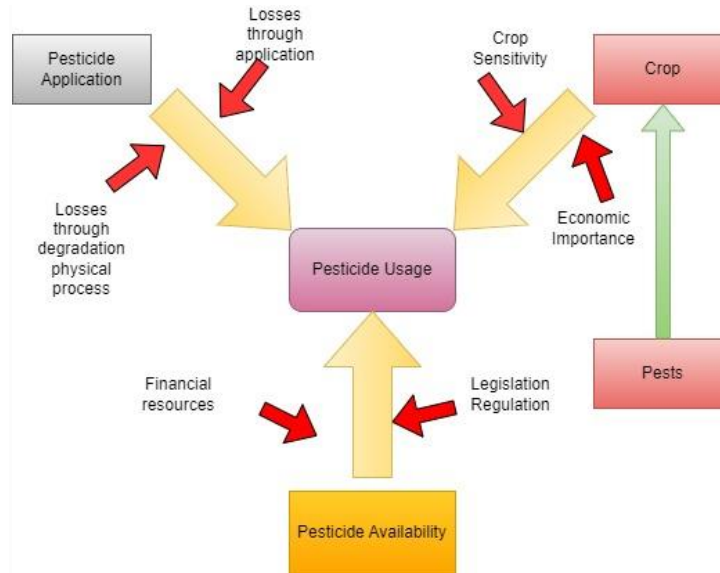 Losses
through
application
Pesticide
Application
Crop
Sensitivity
Crop
Losses
through
degradation
physical
process
Economic
Importance
Pesticide Usage
Financial
resources
Legislation
Regulation
Pests
Pesticide Availability